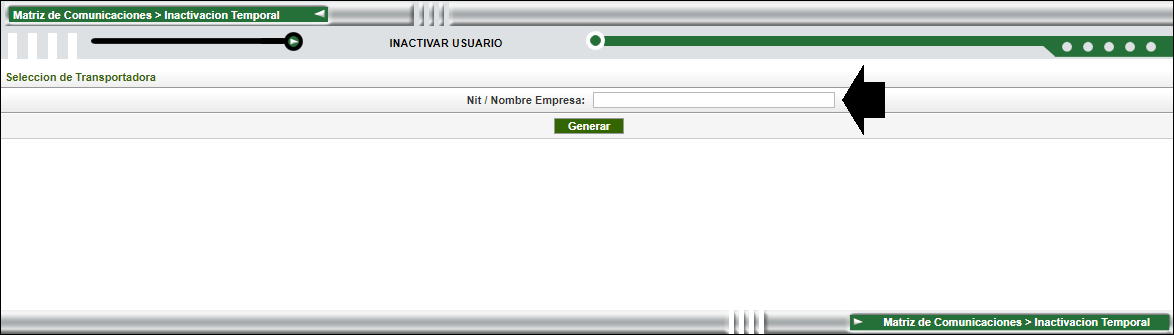 Matriz de Comunicaciones > Inactivacion Temporal
INACTIVAR USUARIO
Seleccion de Transportadora
Nit / Nombre Empresa:
Generar
Matriz de Comunicaciones > Inactivacion Temporal